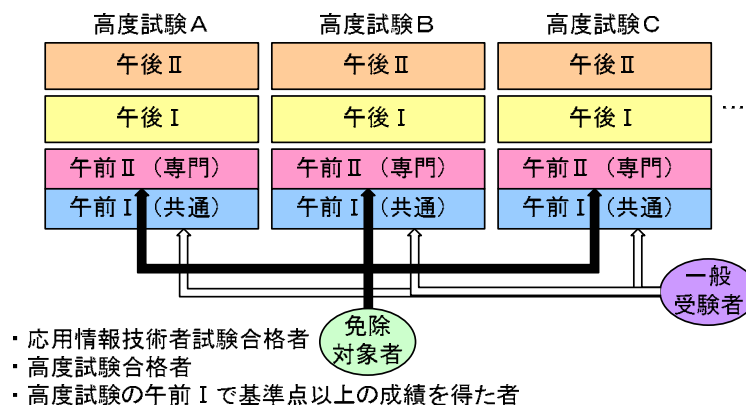 高度試験A
高度試験B
高度試験C
午後Ⅱ
午後Ⅱ
午後Ⅱ
午後Ⅰ
午後Ⅰ
午後Ⅰ
…
午前Ⅱ（専門）
午前Ⅱ（専門）
午前Ⅱ（専門）
午前Ⅰ（共通）
午前Ⅰ（共通）
午前Ⅰ（共通）
一般
受験者
免除
対象者
・応用情報技術者試験合格者
・高度試験合格者
・高度試験の午前Ⅰで基準点以上の成績を得た者